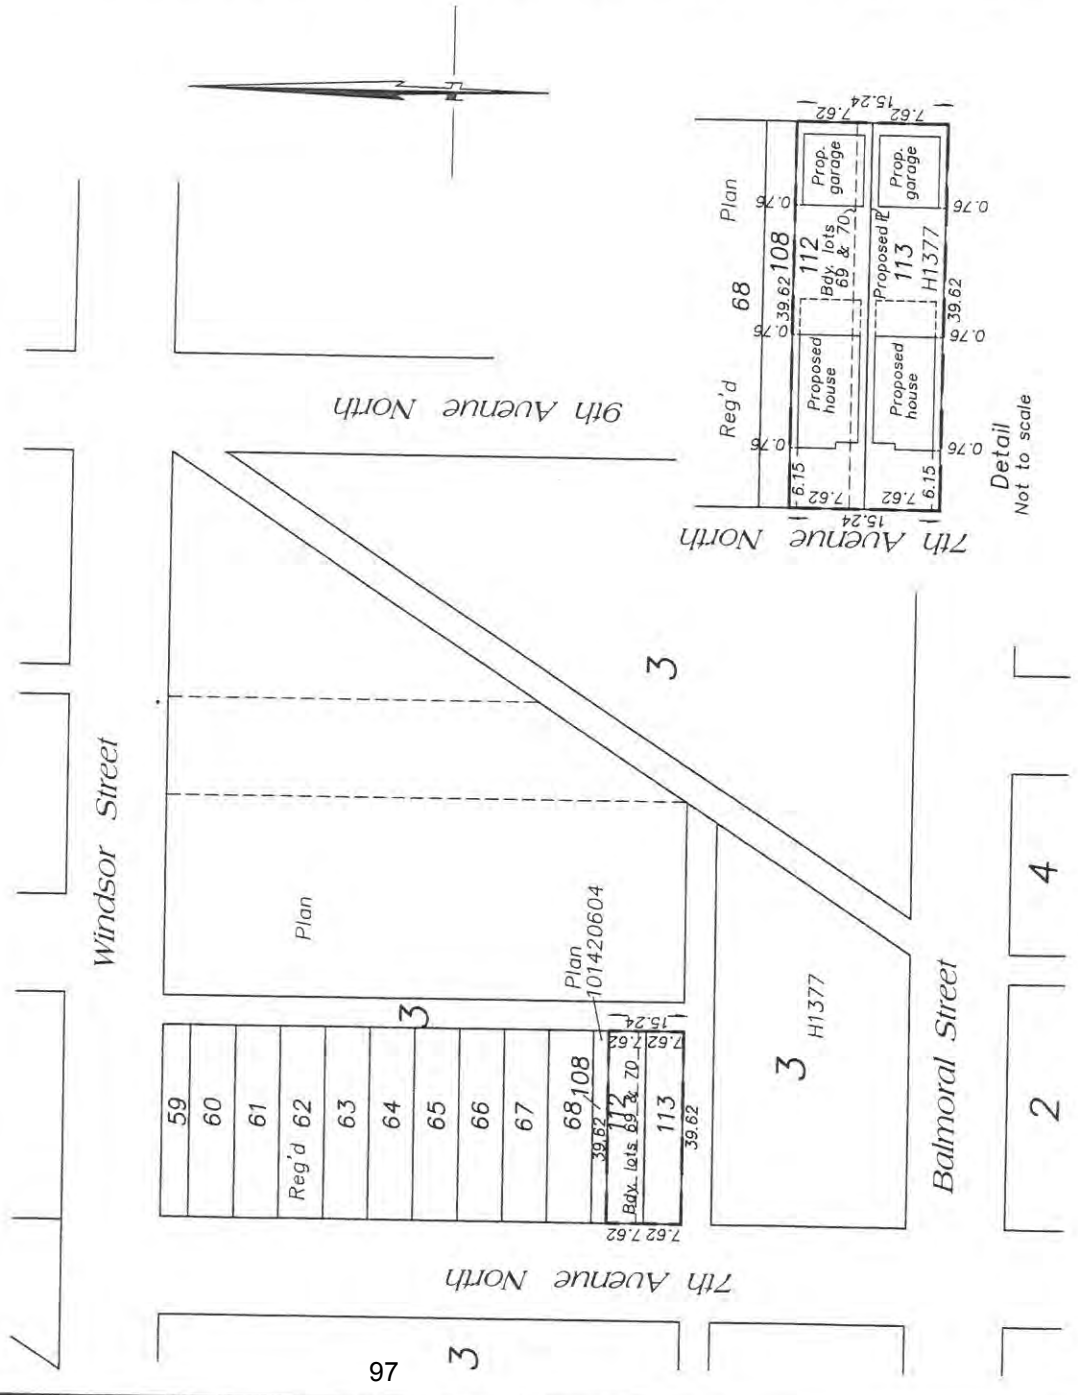 Windsor Street
9th Avenue North
Plan
59
60
61
Reg'd 62
63
64
65
66
67
68
108
3
Plan
101420604
39.62
112
Bdy. lots 69 & 70
113
39.62
7.62
7.62
15.24
7.62
7.62
3
3
H1377
7th Avenue North
3
Balmoral Street
2
4
Reg'd
68
Plan
108
39.62
0.76
0.76
0.76
15.24
7.62
7.62
6.15
7.62
7.62
15.24
6.15
Proposed
house
112
Bdy. lots
69 & 70
Prop.
garage
Proposed PL
Proposed
house
113
H1377
Prop.
garage
0.76
0.76
0.76
39.62
7th Avenue North
Detail
Not to scale
97